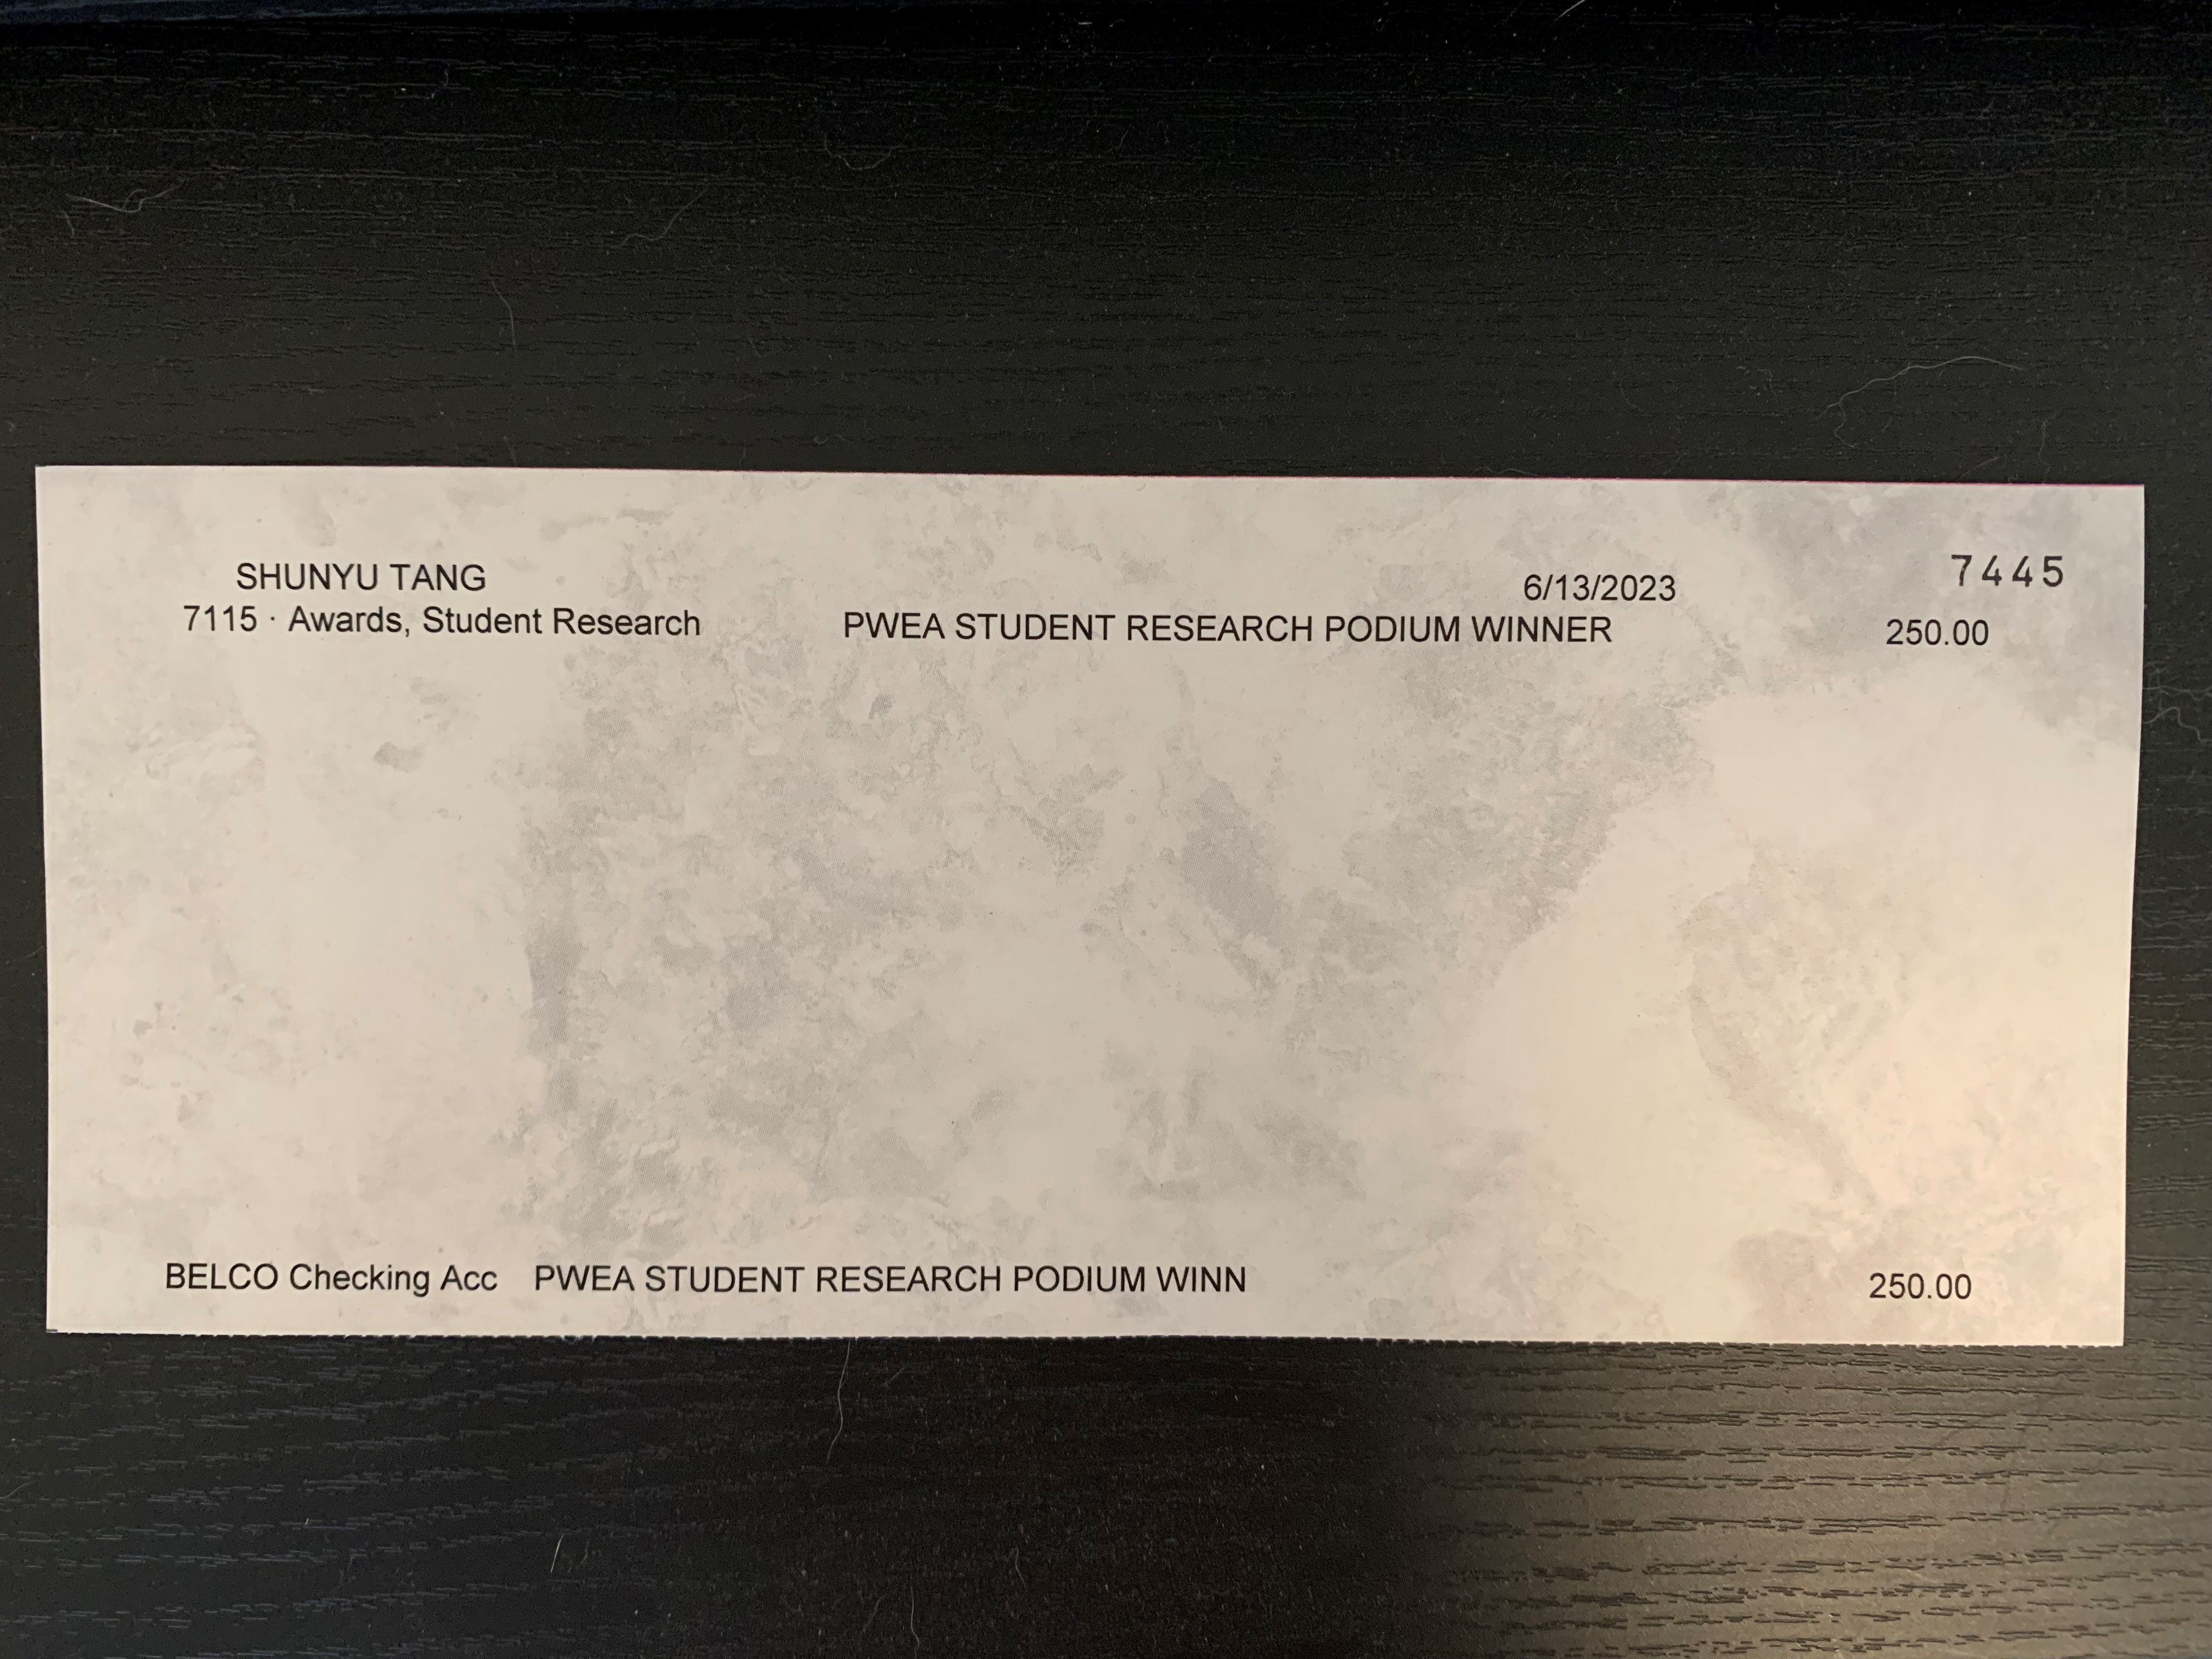 SHUNYU TANG 6/13/2023 7445
7115 · Awards, Student Research PWEA STUDENT RESEARCH PODIUM WINNER 250.00
BELCO Checking Acc PWEA STUDENT RESEARCH PODIUM WINN 250.00